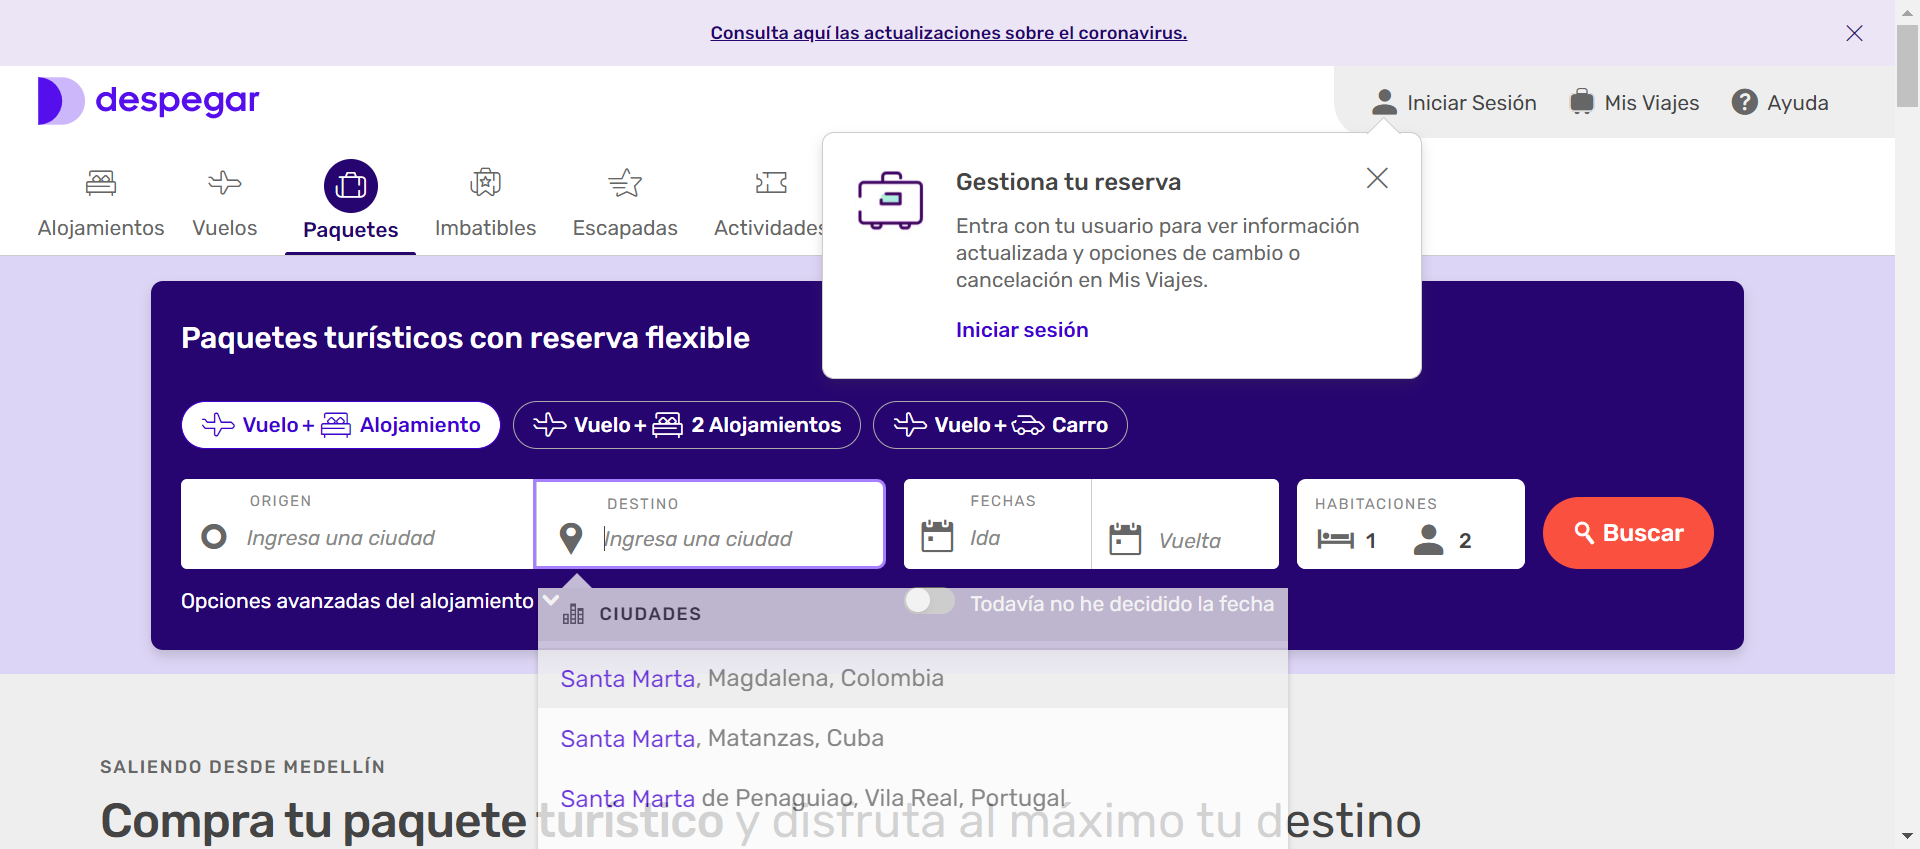 Consulta aquí las actualizaciones sobre el coronavirus.
despegar
Iniciar Sesión
Mis Viajes
Ayuda
Alojamientos
Vuelos
Paquetes
Imbatibles
Escapadas
Actividades
Gestiona tu reserva
Entra con tu usuario para ver información
actualizada y opciones de cambio o
cancelación en Mis Viajes.
Iniciar sesión
Paquetes turísticos con reserva flexible
Vuelo + Alojamiento
Vuelo + 2 Alojamientos
Vuelo + Carro
ORIGEN
Ingresa una ciudad
DESTINO
Ingresa una ciudad
FECHAS
Ida
Vuelta
HABITACIONES
1
2
Buscar
Opciones avanzadas del alojamiento
Todavía no he decidido la fecha
CIUDADES
Santa Marta, Magdalena, Colombia
Santa Marta, Matanzas, Cuba
Santa Marta de Penaguiao, Vila Real, Portugal
SALIENDO DESDE MEDELLÍN
Compra tu paquete turístico y disfruta al máximo tu destino